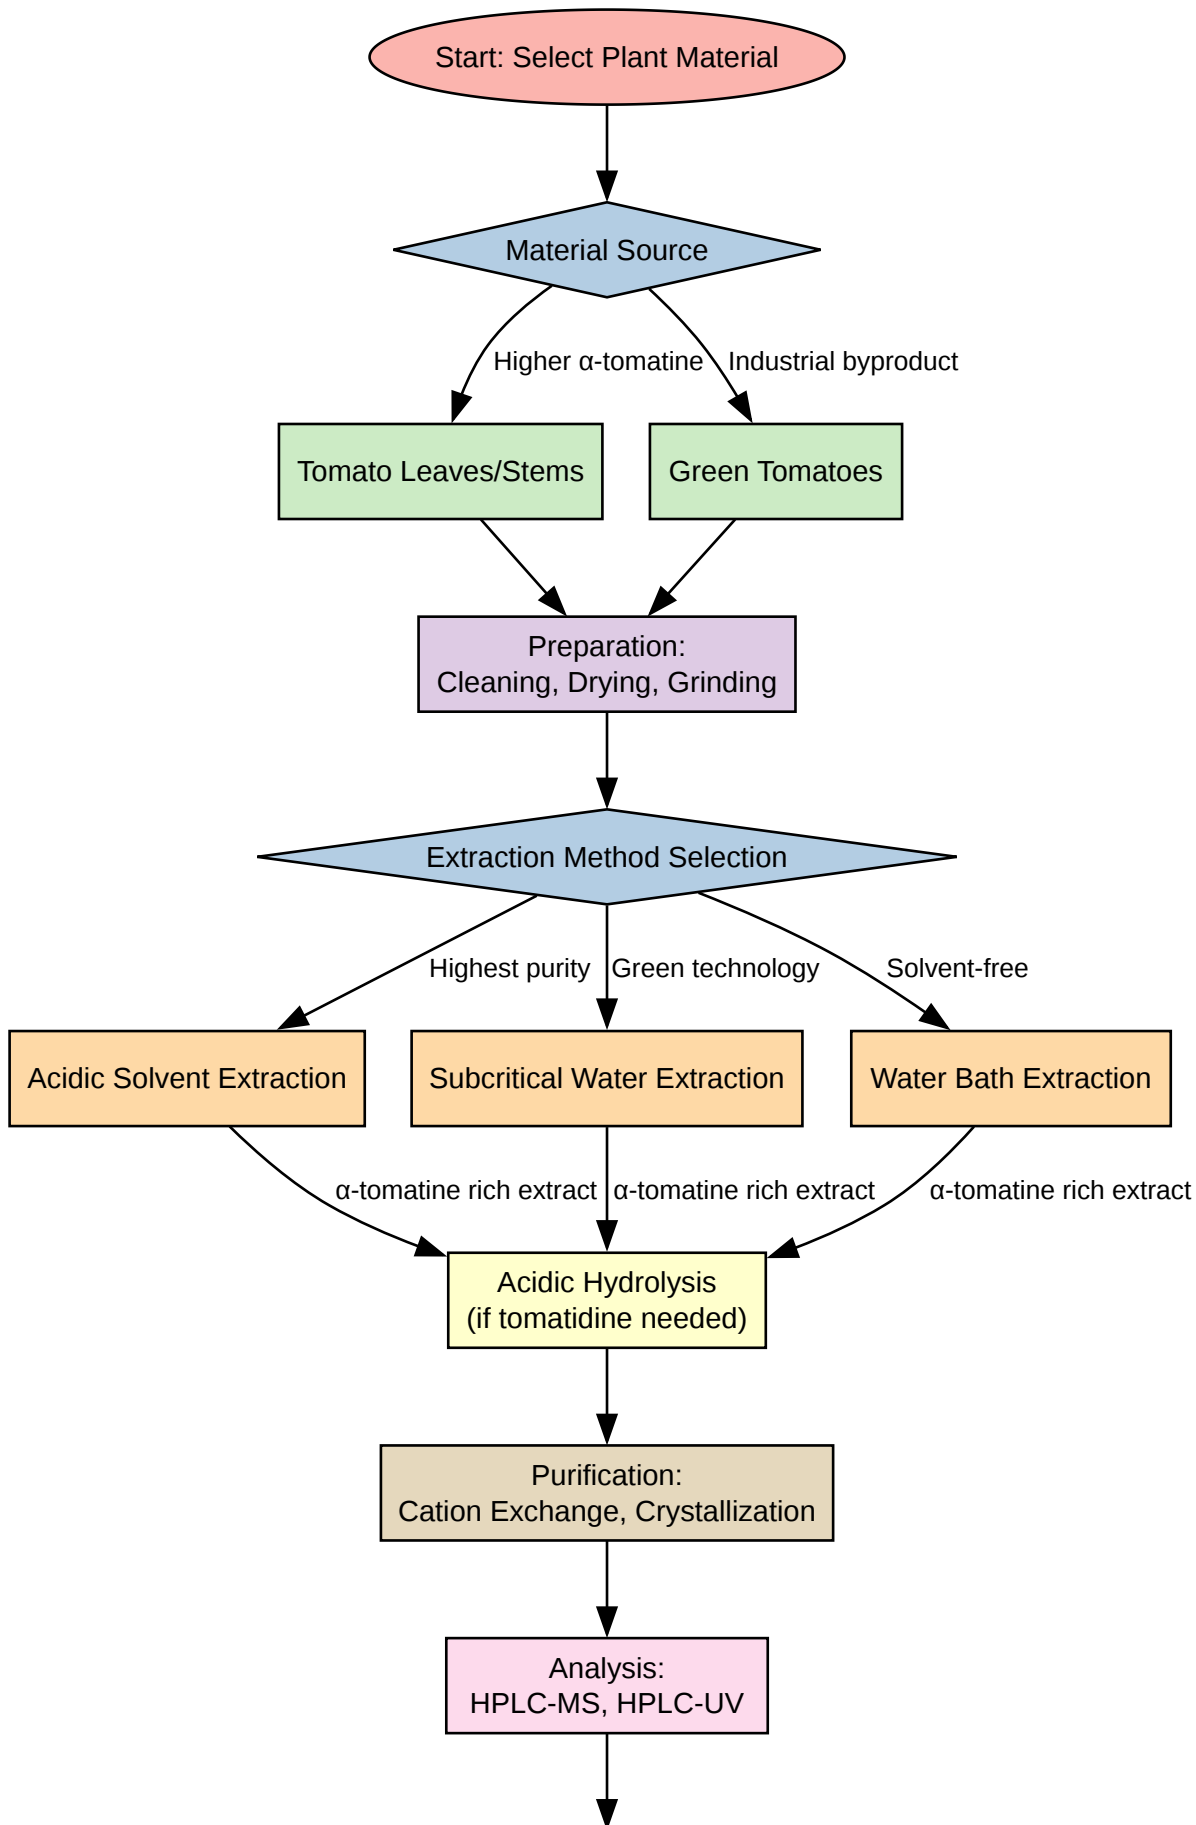 Start: Select Plant Material
Material Source
Higher α-tomatine
Industrial byproduct
Tomato Leaves/Stems
Green Tomatoes
Preparation:
Cleaning, Drying, Grinding
Extraction Method Selection
Highest purity
Green technology
Solvent-free
Acidic Solvent Extraction
Subcritical Water Extraction
Water Bath Extraction
α-tomatine rich extract
α-tomatine rich extract
α-tomatine rich extract
Acidic Hydrolysis
(if tomatidine needed)
Purification:
Cation Exchange, Crystallization
Analysis:
HPLC-MS, HPLC-UV